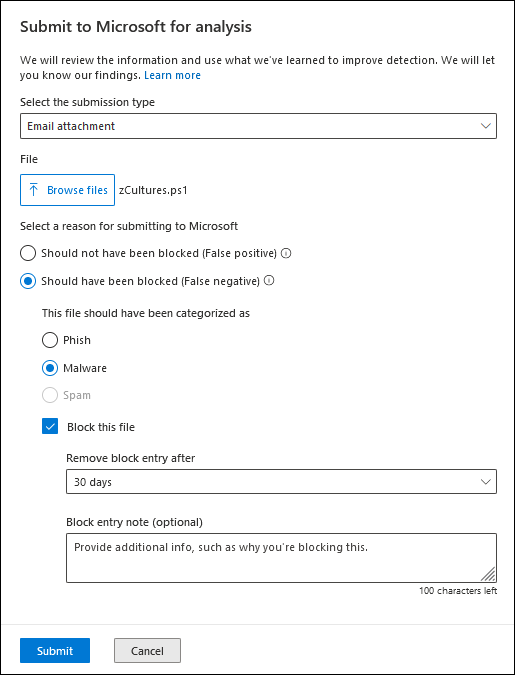 Submit to Microsoft for analysis
We will review the information and use what we've learned to improve detection. We will let
you know our findings. Learn more
Select the submission type
Email attachment
File
Browse files zCultures.ps1
Select a reason for submitting to Microsoft
Should not have been blocked (False positive)
Should have been blocked (False negative)
This file should have been categorized as
Phish
Malware
Spam
Block this file
Remove block entry after
30 days
Block entry note (optional)
Provide additional info, such as why you're blocking this.
100 characters left
Submit Cancel